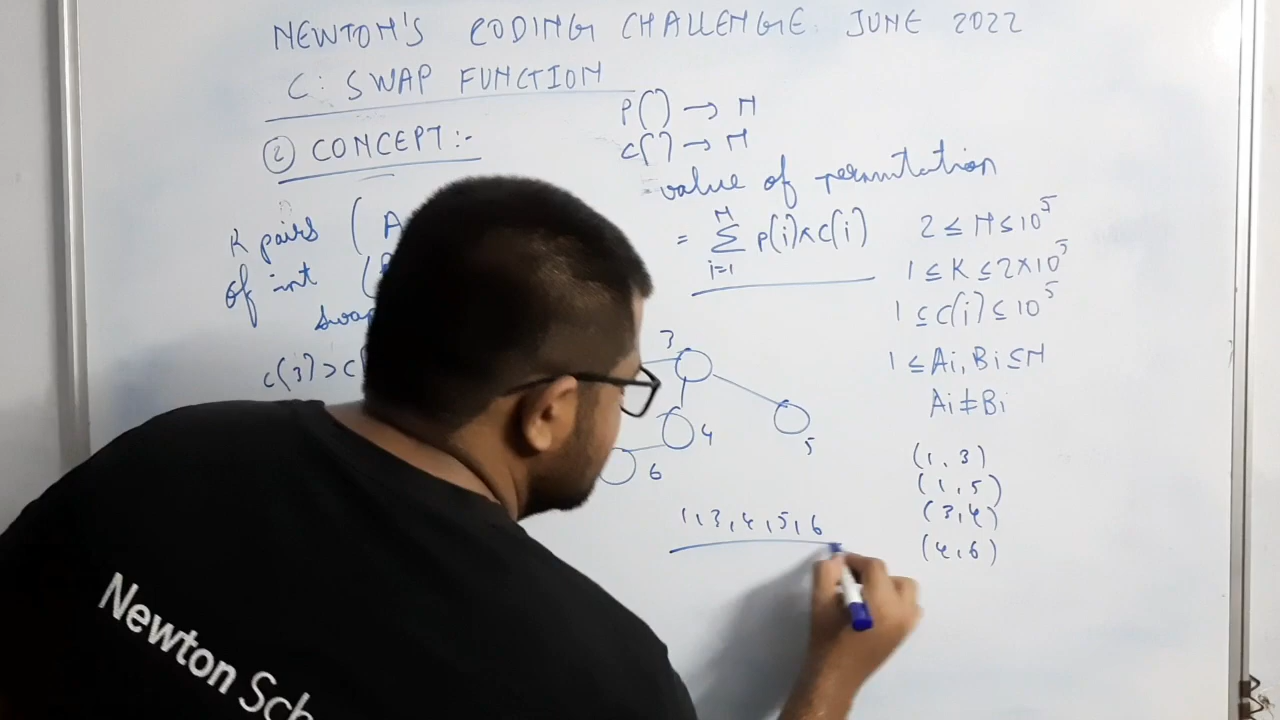 NEWTON'S CODING CHALLENGE JUNE 2022
C: SWAP FUNCTION
② CONCEPT:-
P() → N
C() → N
K pairs (A
of int (B
swap
c(3) > c(
= value of permutation
= N Σ i=1 p(i)×c(i)
2 ≤ N ≤ 10^5
1 ≤ K ≤ 2×10^5
1 ≤ c(i) ≤ 10^5
1 ≤ Ai, Bi ≤ N
Ai ≠ Bi
3
4
5
6
1, 3, 4, 5, 6
(1, 3)
(1, 5)
(3, 4)
(4, 6)
Newton Sch